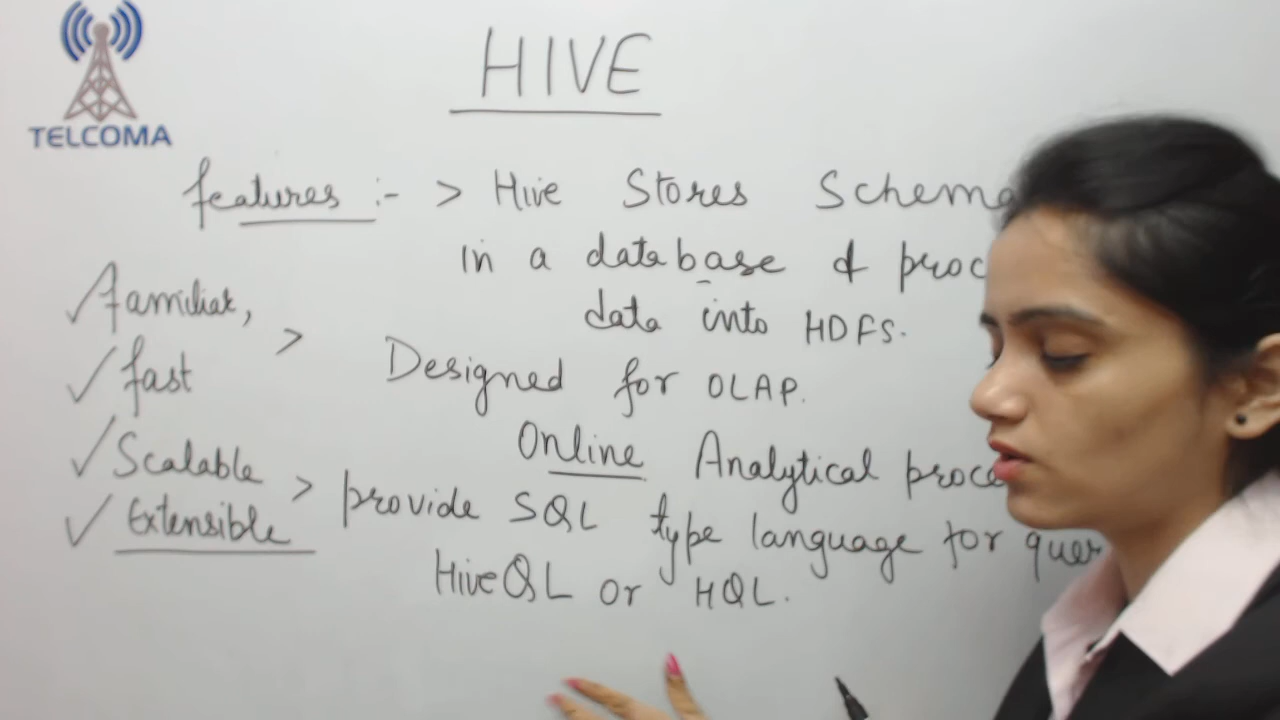 TELCOMA
HIVE
features :- > Hive Stores Schema
in a database & proc
data into HDFS.
> Designed for OLAP.
Online Analytical proce
> provide SQL type language for quer
HiveQL or HQL.
✓ familiar,
✓ fast
✓ Scalable
✓ Extensible